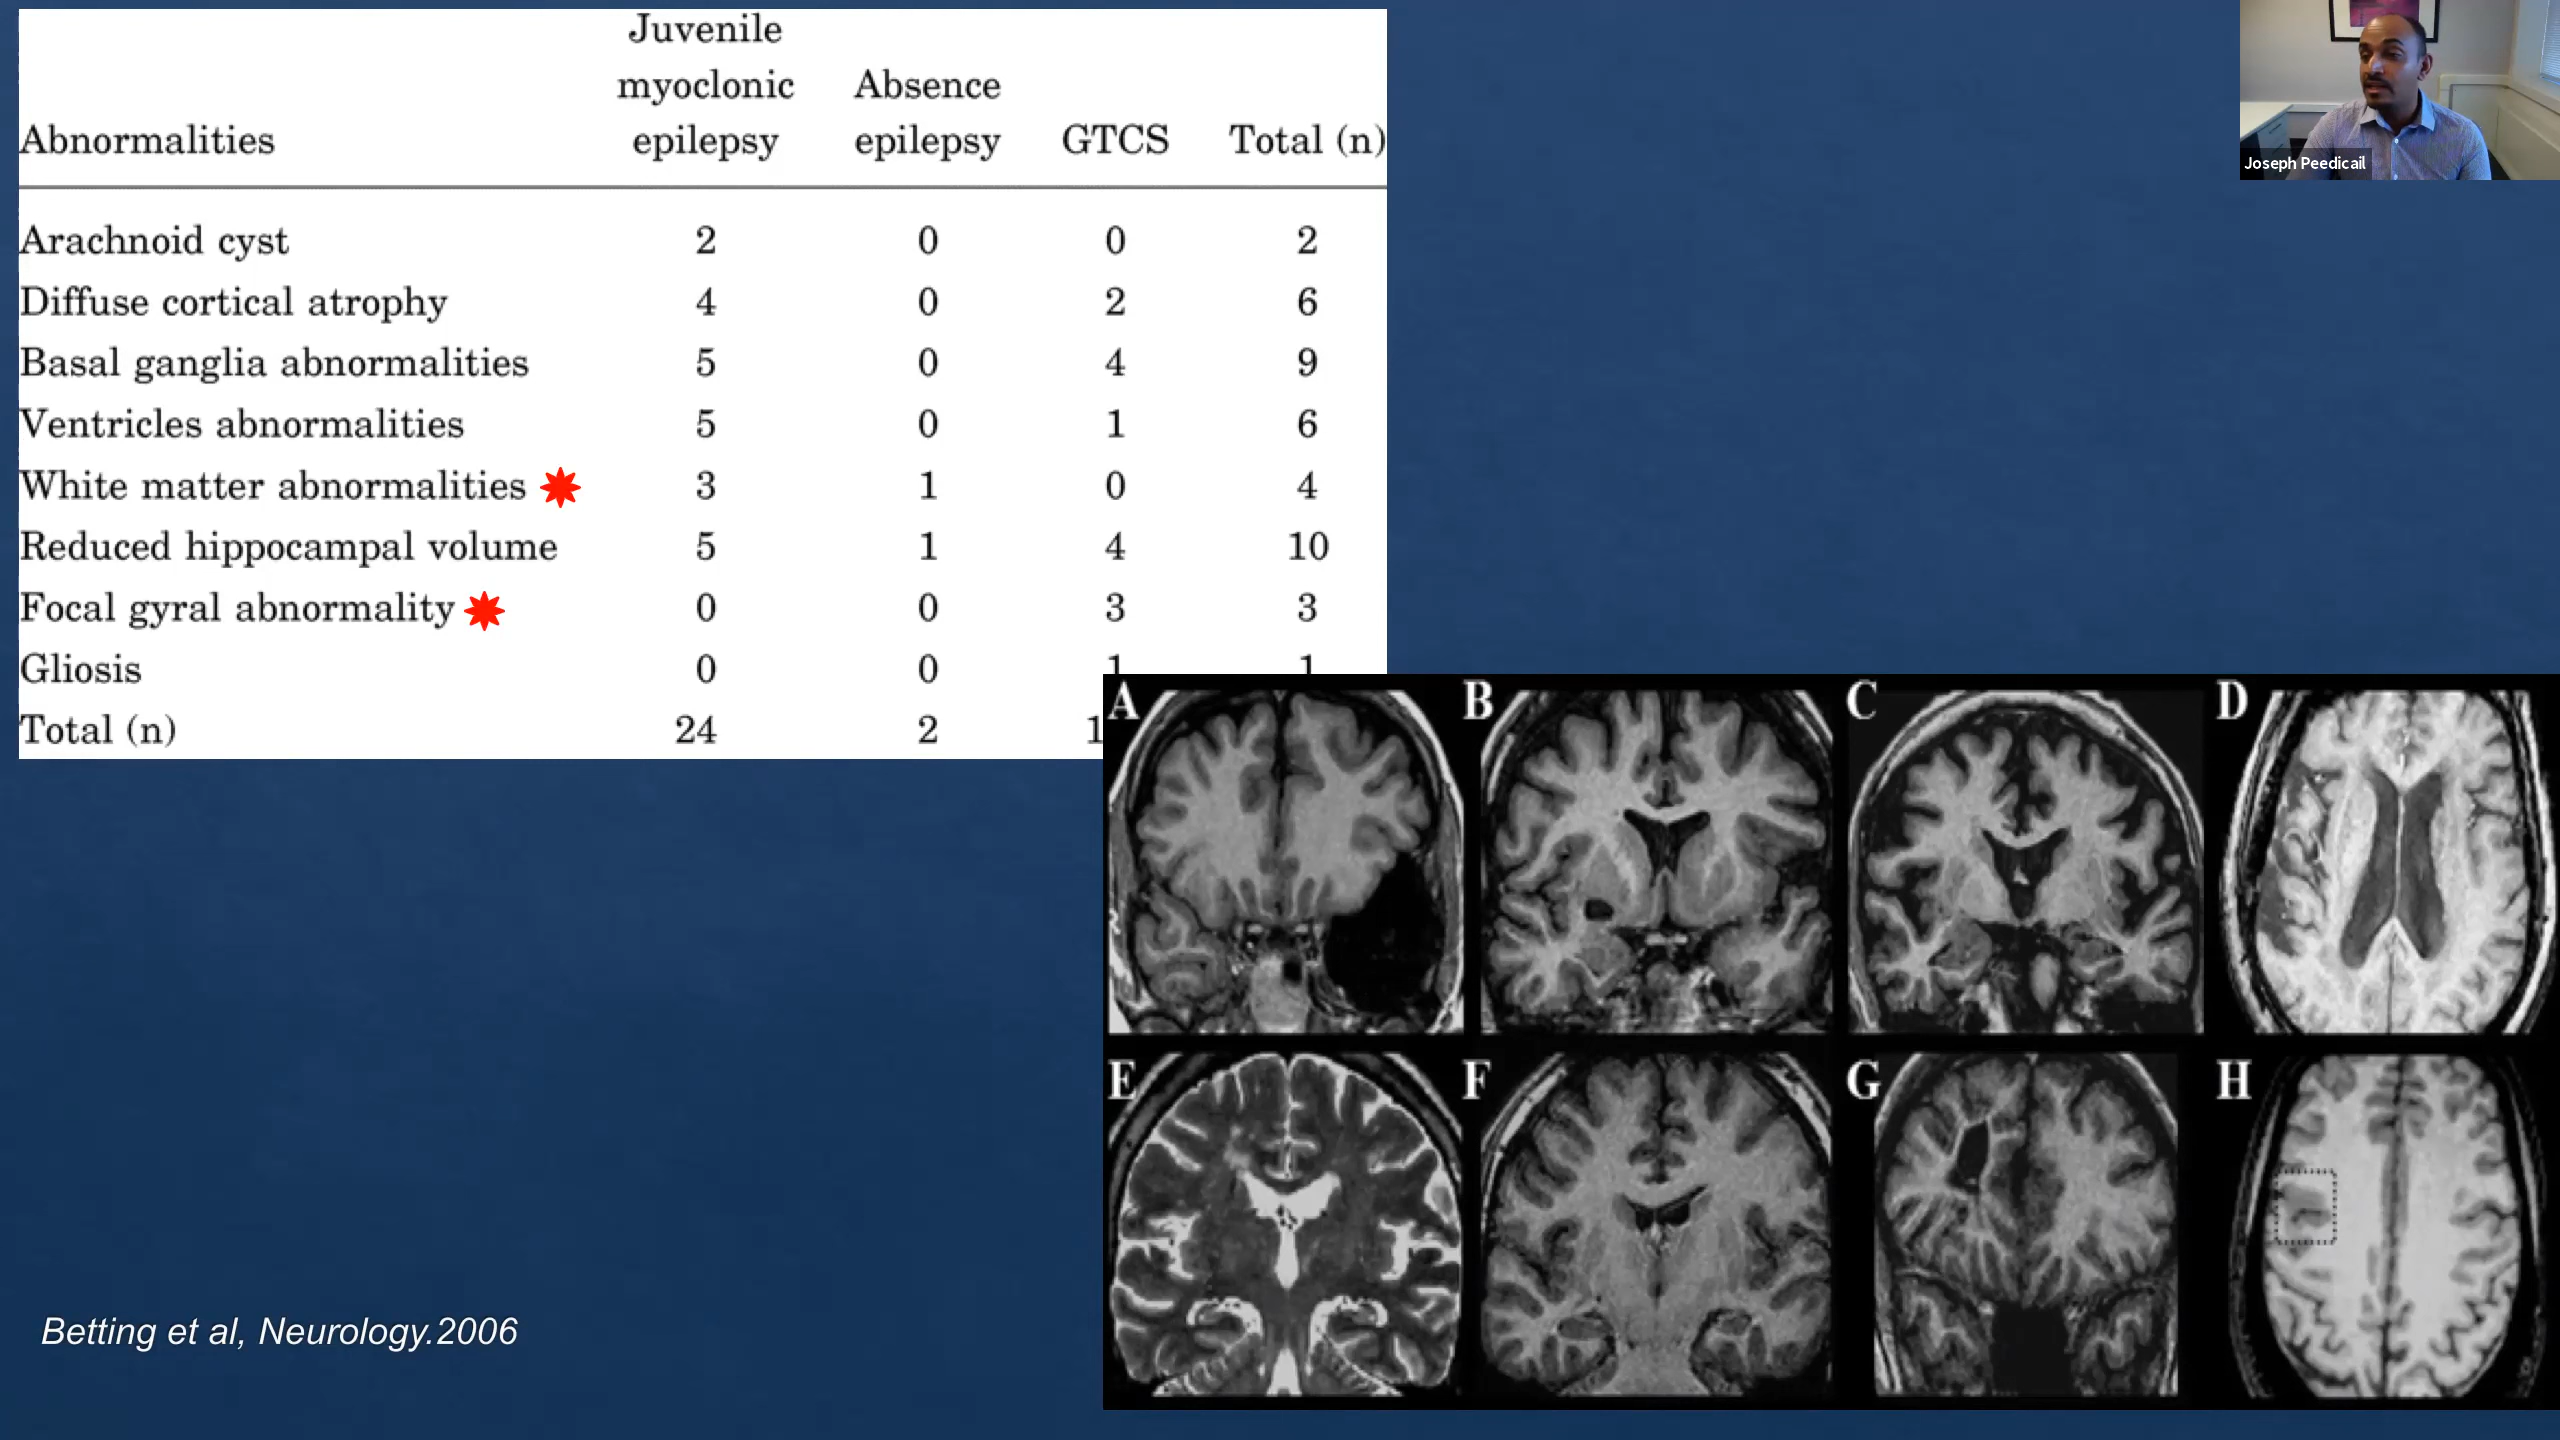 Juvenile
myoclonic Absence
Abnormalities epilepsy epilepsy GTCS Total (n)
Arachnoid cyst 2 0 0 2
Diffuse cortical atrophy 4 0 2 6
Basal ganglia abnormalities 5 0 4 9
Ventricles abnormalities 5 0 1 6
White matter abnormalities 3 1 0 4
Reduced hippocampal volume 5 1 4 10
Focal gyral abnormality 0 0 3 3
Gliosis 0 0 1 1
Total (n) 24 2
A B C D
E F G H
Betting et al, Neurology.2006
Joseph Peedicail